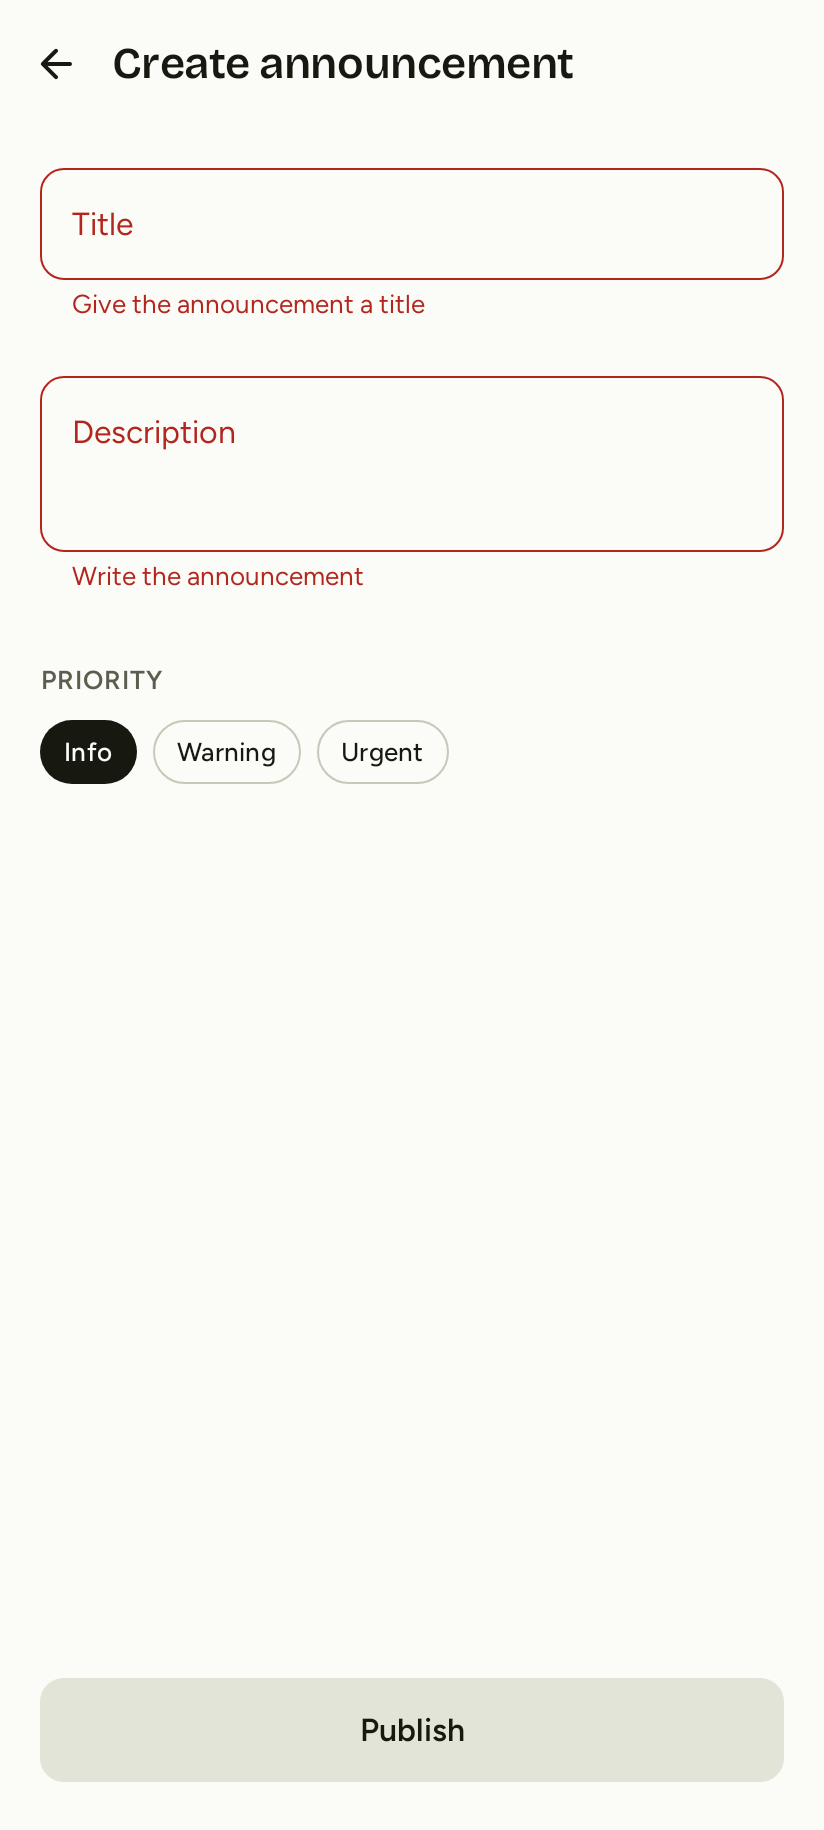 Create announcement
Title
Give the announcement a title
Description
Write the announcement
PRIORITY
Info Warning Urgent
Publish